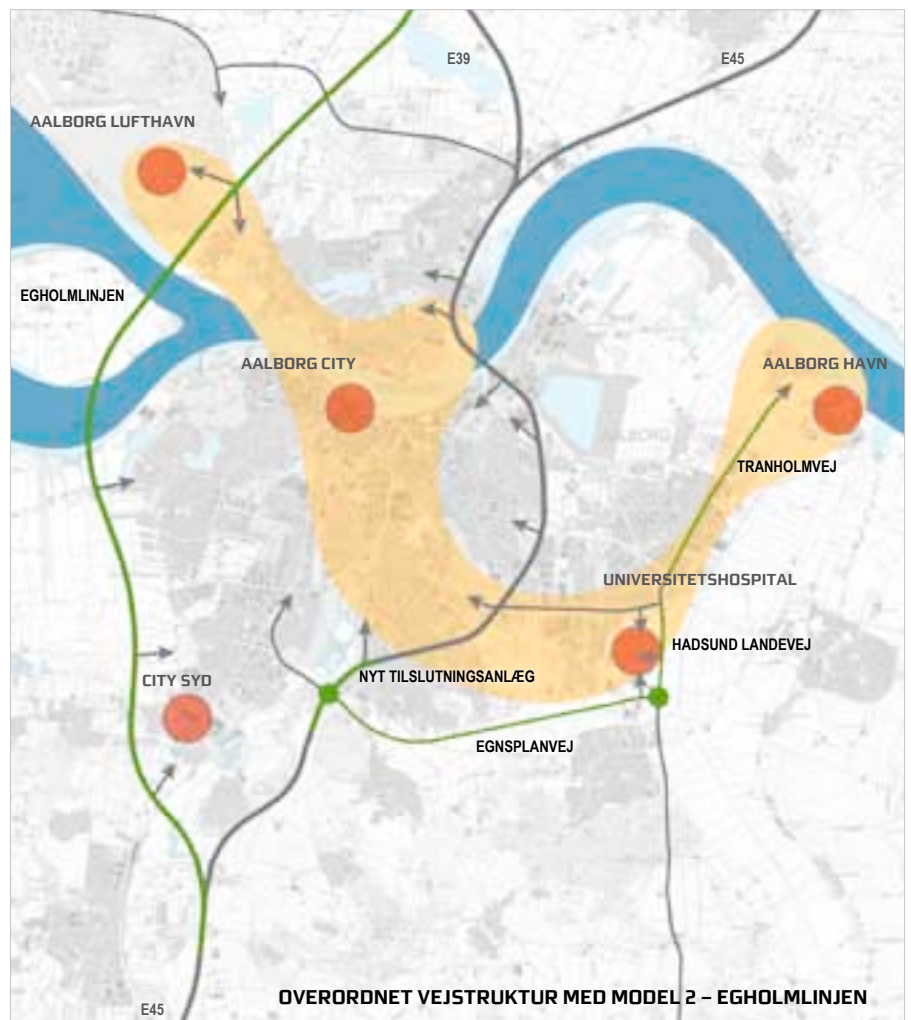 E39
E45
AALBORG LUFTHAVN
EGHOLMLINJEN
AALBORG CITY
AALBORG HAVN
AALBORG
TRANHOLMVEJ
UNIVERSITETSHOSPITAL
HADSUND LANDEVEJ
NYT TILSLUTNINGSANLÆG
CITY SYD
EGNSPLANVEJ
OVERORDNET VEJSTRUKTUR MED MODEL 2 – EGHOLMLINJEN
E45